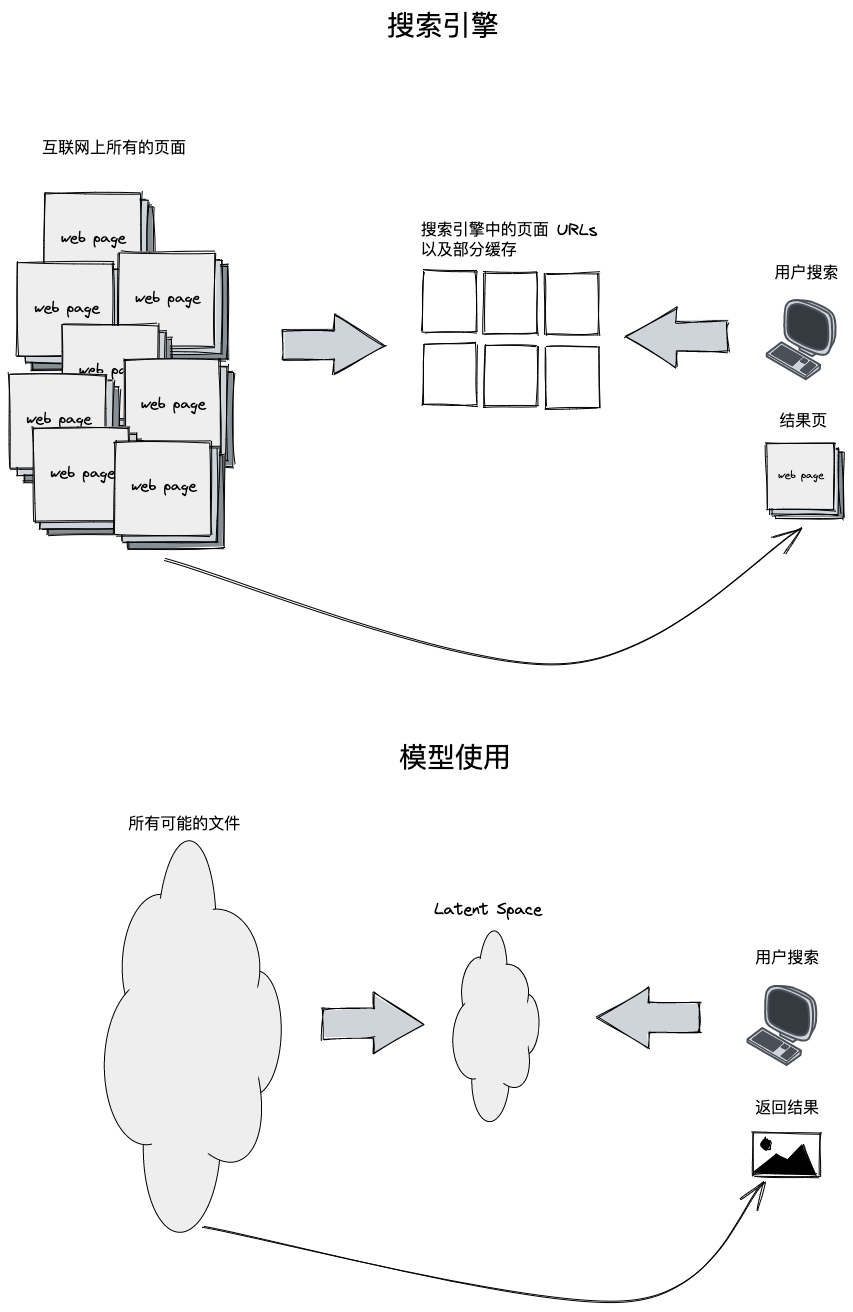 搜索引擎
互联网上所有的页面
web page
web page
web page
web page
web page
web page
web page
搜索引擎中的页面 URLs
以及部分缓存
用户搜索
结果页
web page
模型使用
所有可能的文件
Latent Space
用户搜索
返回结果